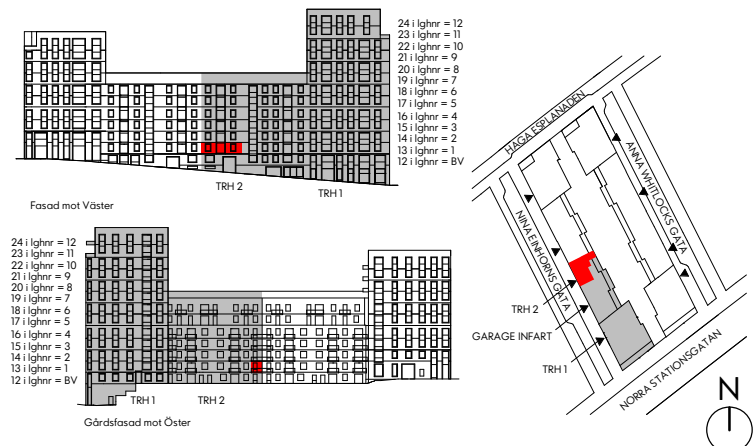 24 i lghnr = 12
23 i lghnr = 11
22 i lghnr = 10
21 i lghnr = 9
20 i lghnr = 8
19 i lghnr = 7
18 i lghnr = 6
17 i lghnr = 5
16 i lghnr = 4
15 i lghnr = 3
14 i lghnr = 2
13 i lghnr = 1
12 i lghnr = BV
TRH 2
TRH 1
Fasad mot Väster
24 i lghnr = 12
23 i lghnr = 11
22 i lghnr = 10
21 i lghnr = 9
20 i lghnr = 8
19 i lghnr = 7
18 i lghnr = 6
17 i lghnr = 5
16 i lghnr = 4
15 i lghnr = 3
14 i lghnr = 2
13 i lghnr = 1
12 i lghnr = BV
TRH 1
TRH 2
Gårdsfasad mot Öster
HAGA ESPLANADEN
ANNA WHITLOCKS GATA
NINA EINHORNS GATA
TRH 2
GARAGE INFART
TRH 1
NORRA STATIONSGATAN
N